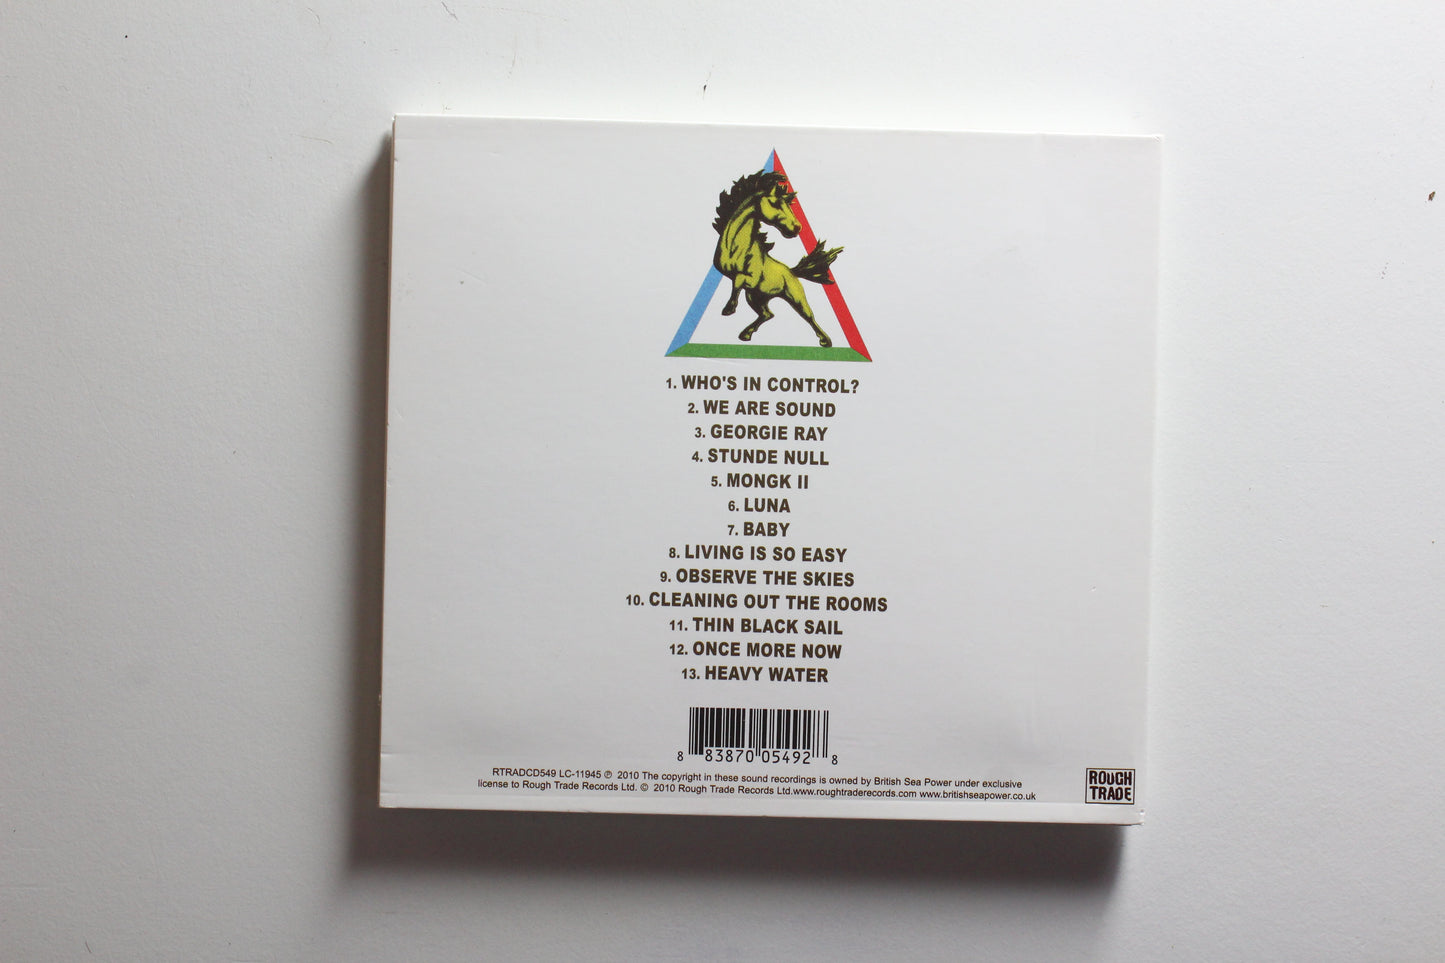 1. WHO'S IN CONTROL?
2. WE ARE SOUND
3. GEORGIE RAY
4. STUNDE NULL
5. MONGK II
6. LUNA
7. BABY
8. LIVING IS SO EASY
9. OBSERVE THE SKIES
10. CLEANING OUT THE ROOMS
11. THIN BLACK SAIL
12. ONCE MORE NOW
13. HEAVY WATER
8 83870 05492 8
RTRADCD549 LC-11945 ℗ 2010 The copyright in these sound recordings is owned by British Sea Power under exclusive
license to Rough Trade Records Ltd. © 2010 Rough Trade Records Ltd.www.roughtraderecords.com www.britishseapower.co.uk
ROUGH
TRADE